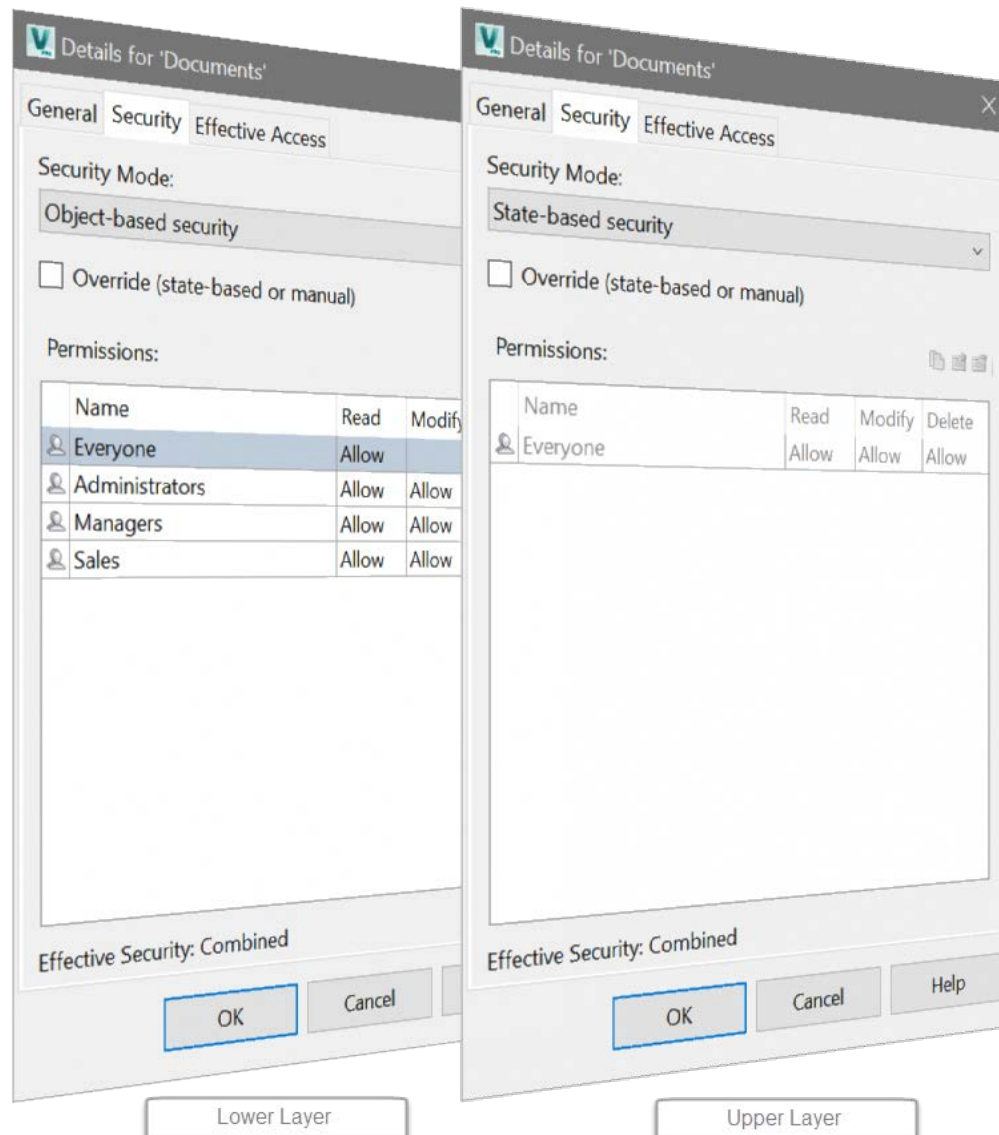 Details for 'Documents'
General Security Effective Access
Security Mode:
Object-based security
Override (state-based or manual)
Permissions:
Name Read Modify
Everyone Allow
Administrators Allow Allow
Managers Allow Allow
Sales Allow Allow
Effective Security: Combined
OK Cancel
Lower Layer
Details for 'Documents'
General Security Effective Access
Security Mode:
State-based security
Override (state-based or manual)
Permissions:
Name Read Modify Delete
Everyone Allow Allow Allow
Effective Security: Combined
OK Cancel Help
Upper Layer